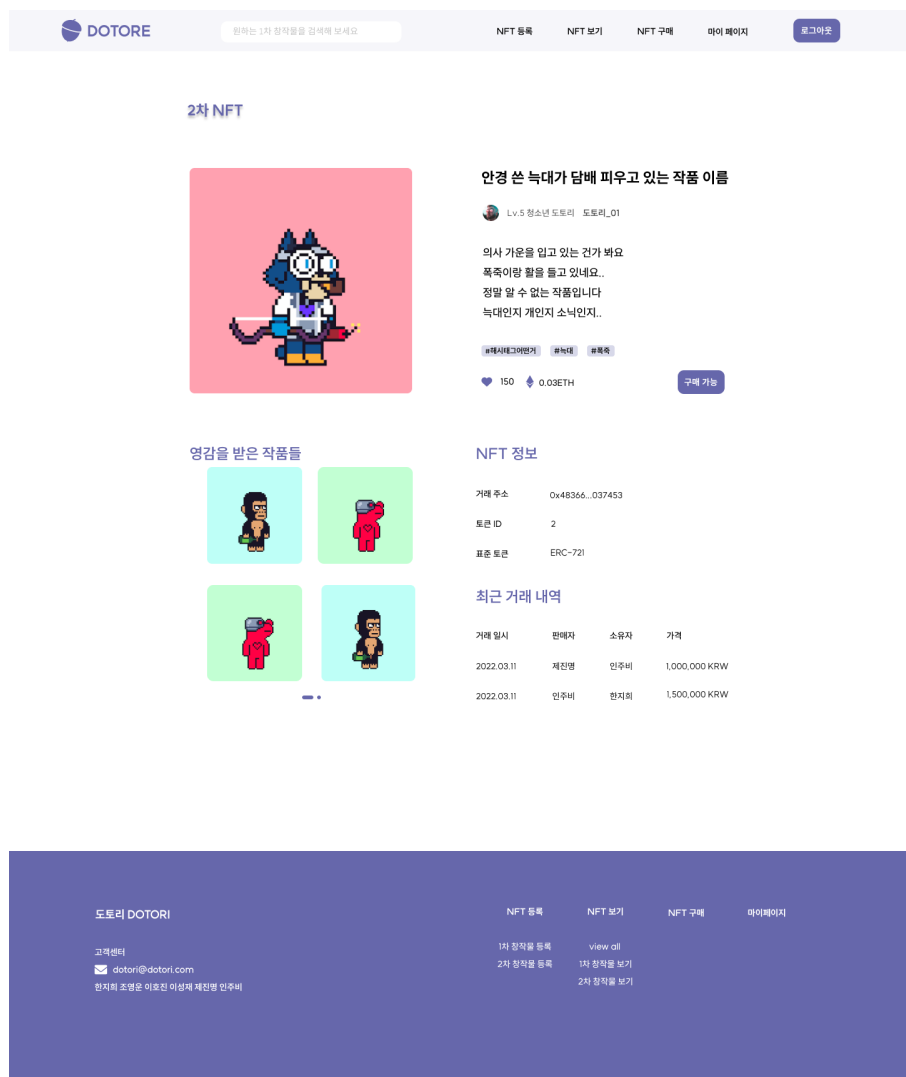 DOTORE
원하는 1차 창작물을 검색해 보세요
NFT 등록
NFT 보기
NFT 구매
마이 페이지
로그아웃
2차 NFT
안경 쓴 늑대가 담배 피우고 있는 작품 이름
Lv.5 청소년 도토리 도토리_01
의사 가운을 입고 있는 건가 봐요
폭죽이랑 활을 들고 있네요..
정말 알 수 없는 작품입니다
늑대인지 개인지 소닉인지..
#해시태그어떤거 #늑대 #폭죽
150 0.03ETH
구매 가능
영감을 받은 작품들
NFT 정보
거래 주소 0x48366...037453
토큰 ID 2
표준 토큰 ERC-721
최근 거래 내역
거래 일시 판매자 소유자 가격
2022.03.11 제진명 인주비 1,000,000 KRW
2022.03.11 인주비 한지희 1,500,000 KRW
도토리 DOTORI
고객센터
dotori@dotori.com
한지희 조영운 이호진 이성재 제진명 인주비
NFT 등록
1차 창작물 등록
2차 창작물 등록
NFT 보기
view all
1차 창작물 보기
2차 창작물 보기
NFT 구매
마이페이지